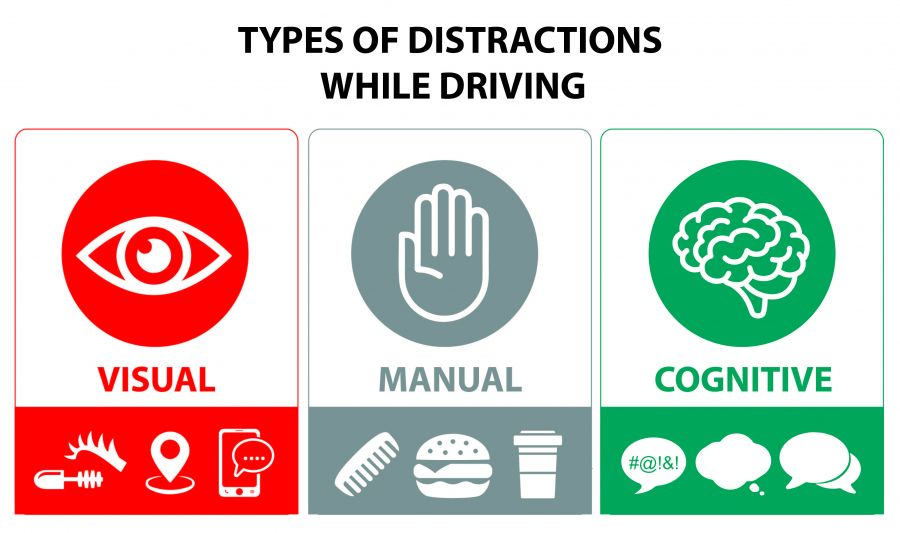 TYPES OF DISTRACTIONS
WHILE DRIVING
VISUAL
MANUAL
COGNITIVE
#@!&!